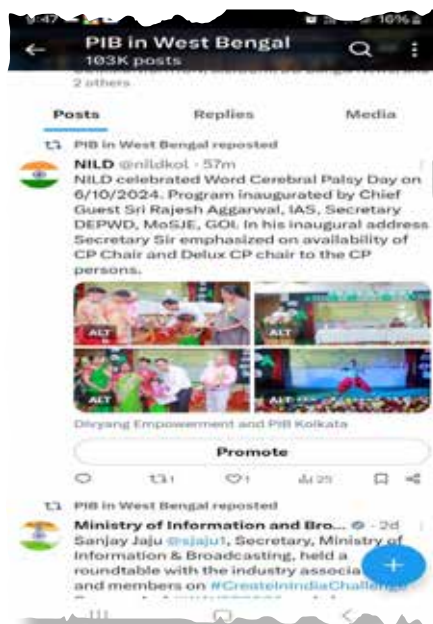 9:47
16%
PIB in West Bengal
103K posts
2 others
Posts Replies Media
PIB in West Bengal reposted
NILD @nildkol · 57m
NILD celebrated Word Cerebral Palsy Day on
6/10/2024. Program inaugurated by Chief
Guest Sri Rajesh Aggarwal, IAS, Secretary
DEPWD, MoSJE, GOI. In his inaugural address
Secretary Sir emphasized on availability of
CP Chair and Delux CP chair to the CP
persons.
ALT ALT
ALT ALT
Divyang Empowerment and PIB Kolkata
Promote
1 1 25
PIB in West Bengal reposted
Ministry of Information and Bro... · 2d
Sanjay Jaju @sjaju1, Secretary, Ministry of
Information & Broadcasting, held a
roundtable with the industry associa
and members on #CreateInIndiaChallenge